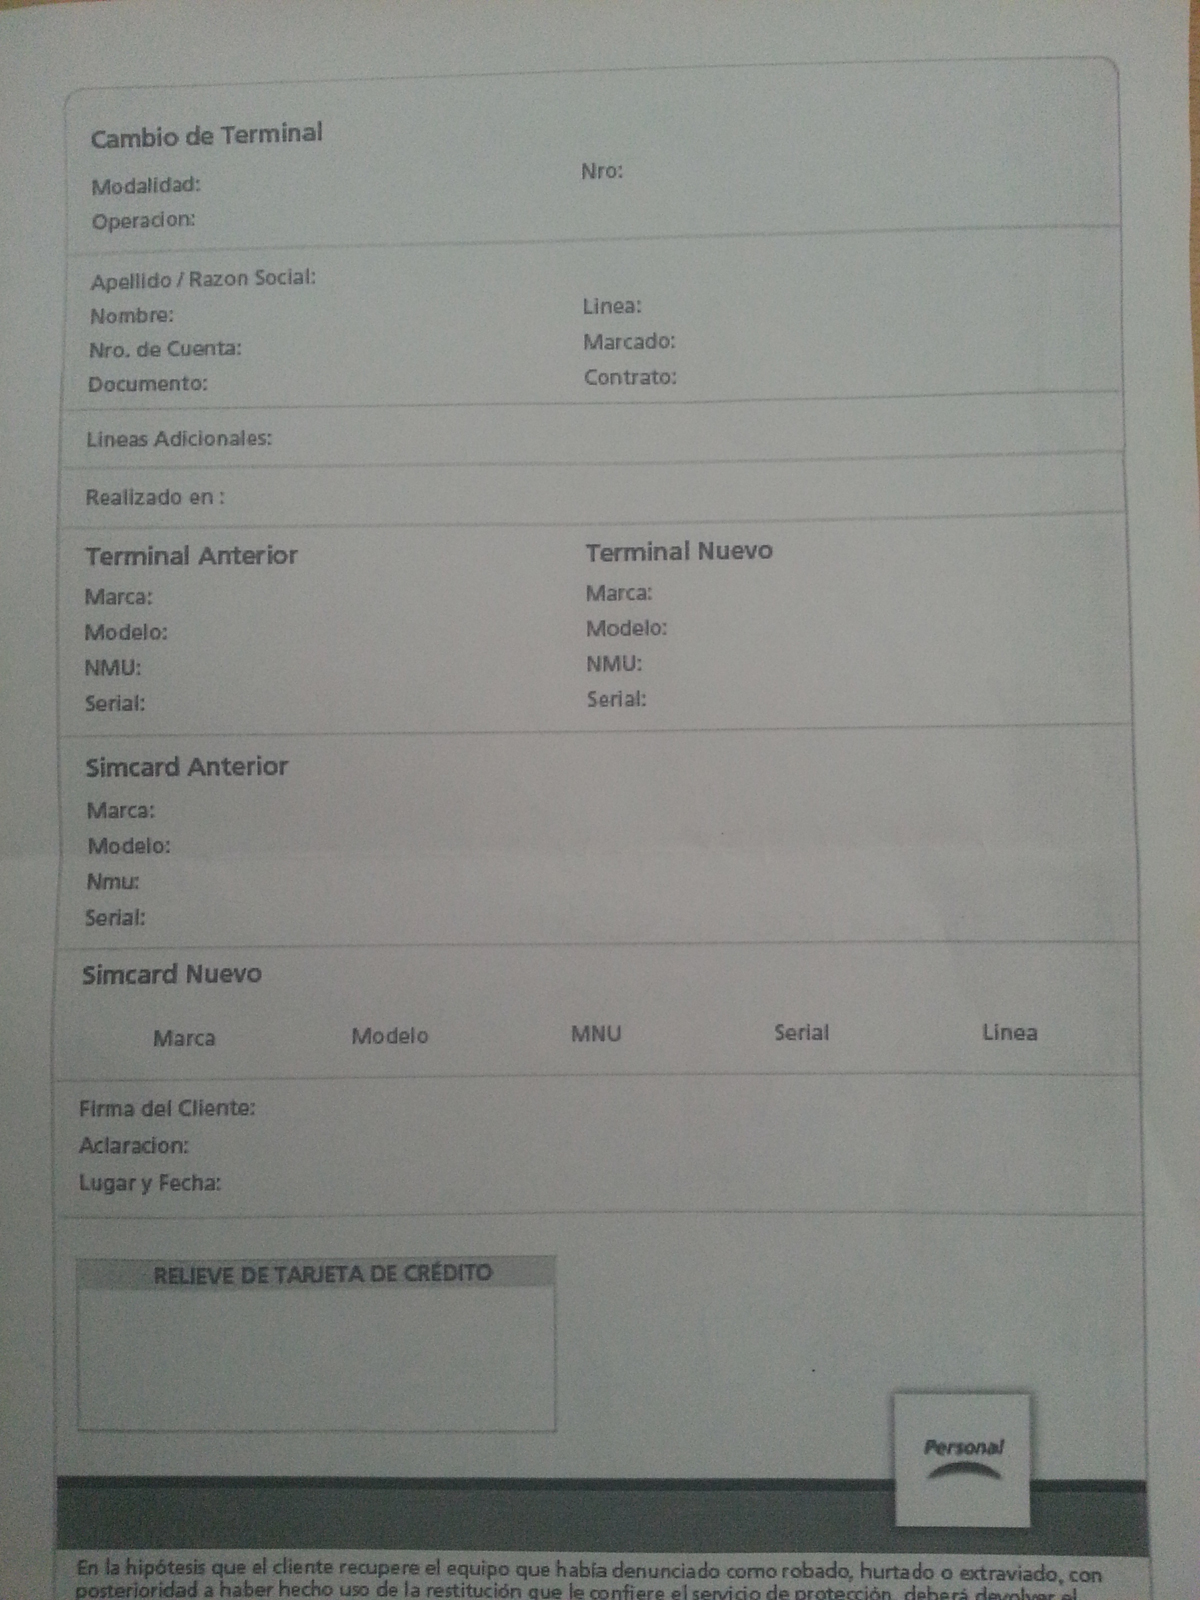 Cambio de Terminal
Modalidad:
Nro:
Operacion:
Apellido / Razon Social:
Nombre:
Linea:
Nro. de Cuenta:
Marcado:
Documento:
Contrato:
Lineas Adicionales:
Realizado en :
Terminal Anterior
Terminal Nuevo
Marca:
Marca:
Modelo:
Modelo:
NMU:
NMU:
Serial:
Serial:
Simcard Anterior
Marca:
Modelo:
Nmu:
Serial:
Simcard Nuevo
Marca Modelo MNU Serial Linea
Firma del Cliente:
Aclaracion:
Lugar y Fecha:
RELIEVE DE TARJETA DE CRÉDITO
Personal
En la hipótesis que el cliente recupere el equipo que había denunciado como robado, hurtado o extraviado, con
posterioridad a haber hecho uso de la restitución que le confiere el servicio de protección, deberá devolver el